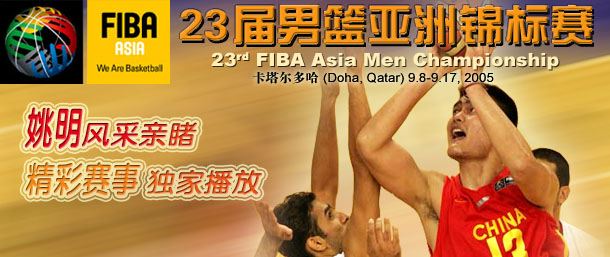 FIBA
ASIA
We Are Basketball
23届男篮亚洲锦标赛
23rd FIBA Asia Men Championship
卡塔尔多哈 (Doha, Qatar) 9.8-9.17, 2005
姚明风采亲睹
精彩赛事 独家播放
CHINA
13